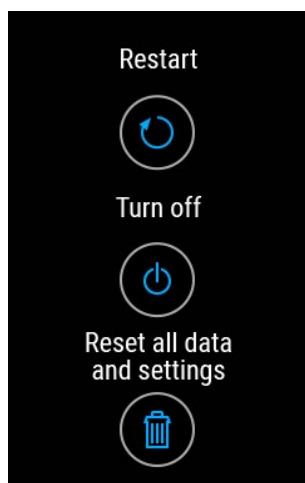 Restart
Turn off
Reset all data
and settings